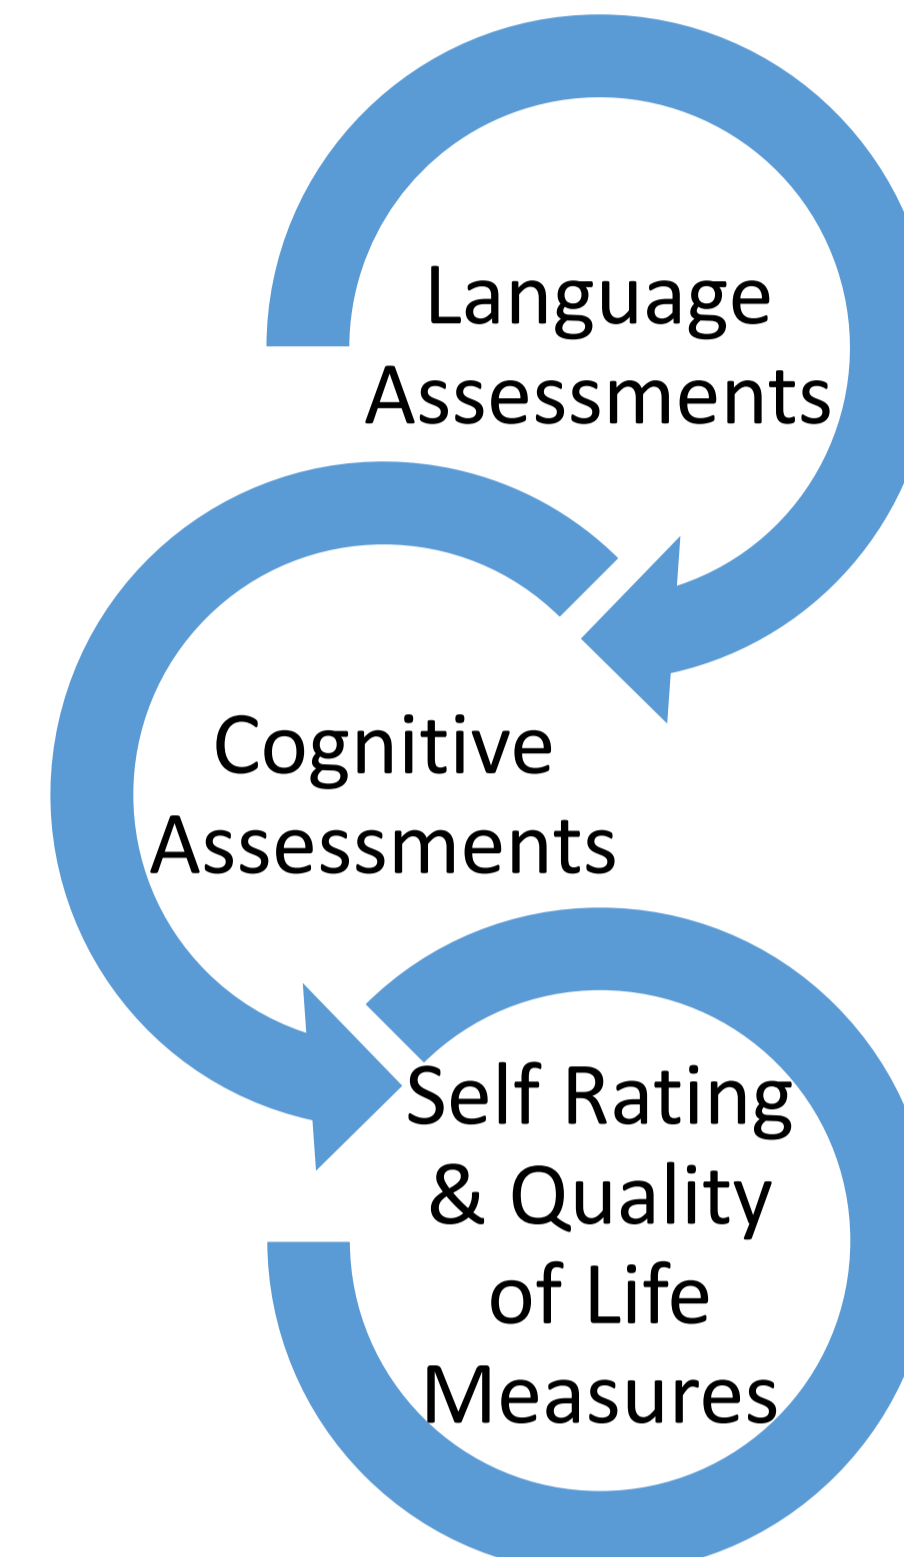 Language
Assessments
Cognitive
Assessments
Self Rating
& Quality
of Life
Measures